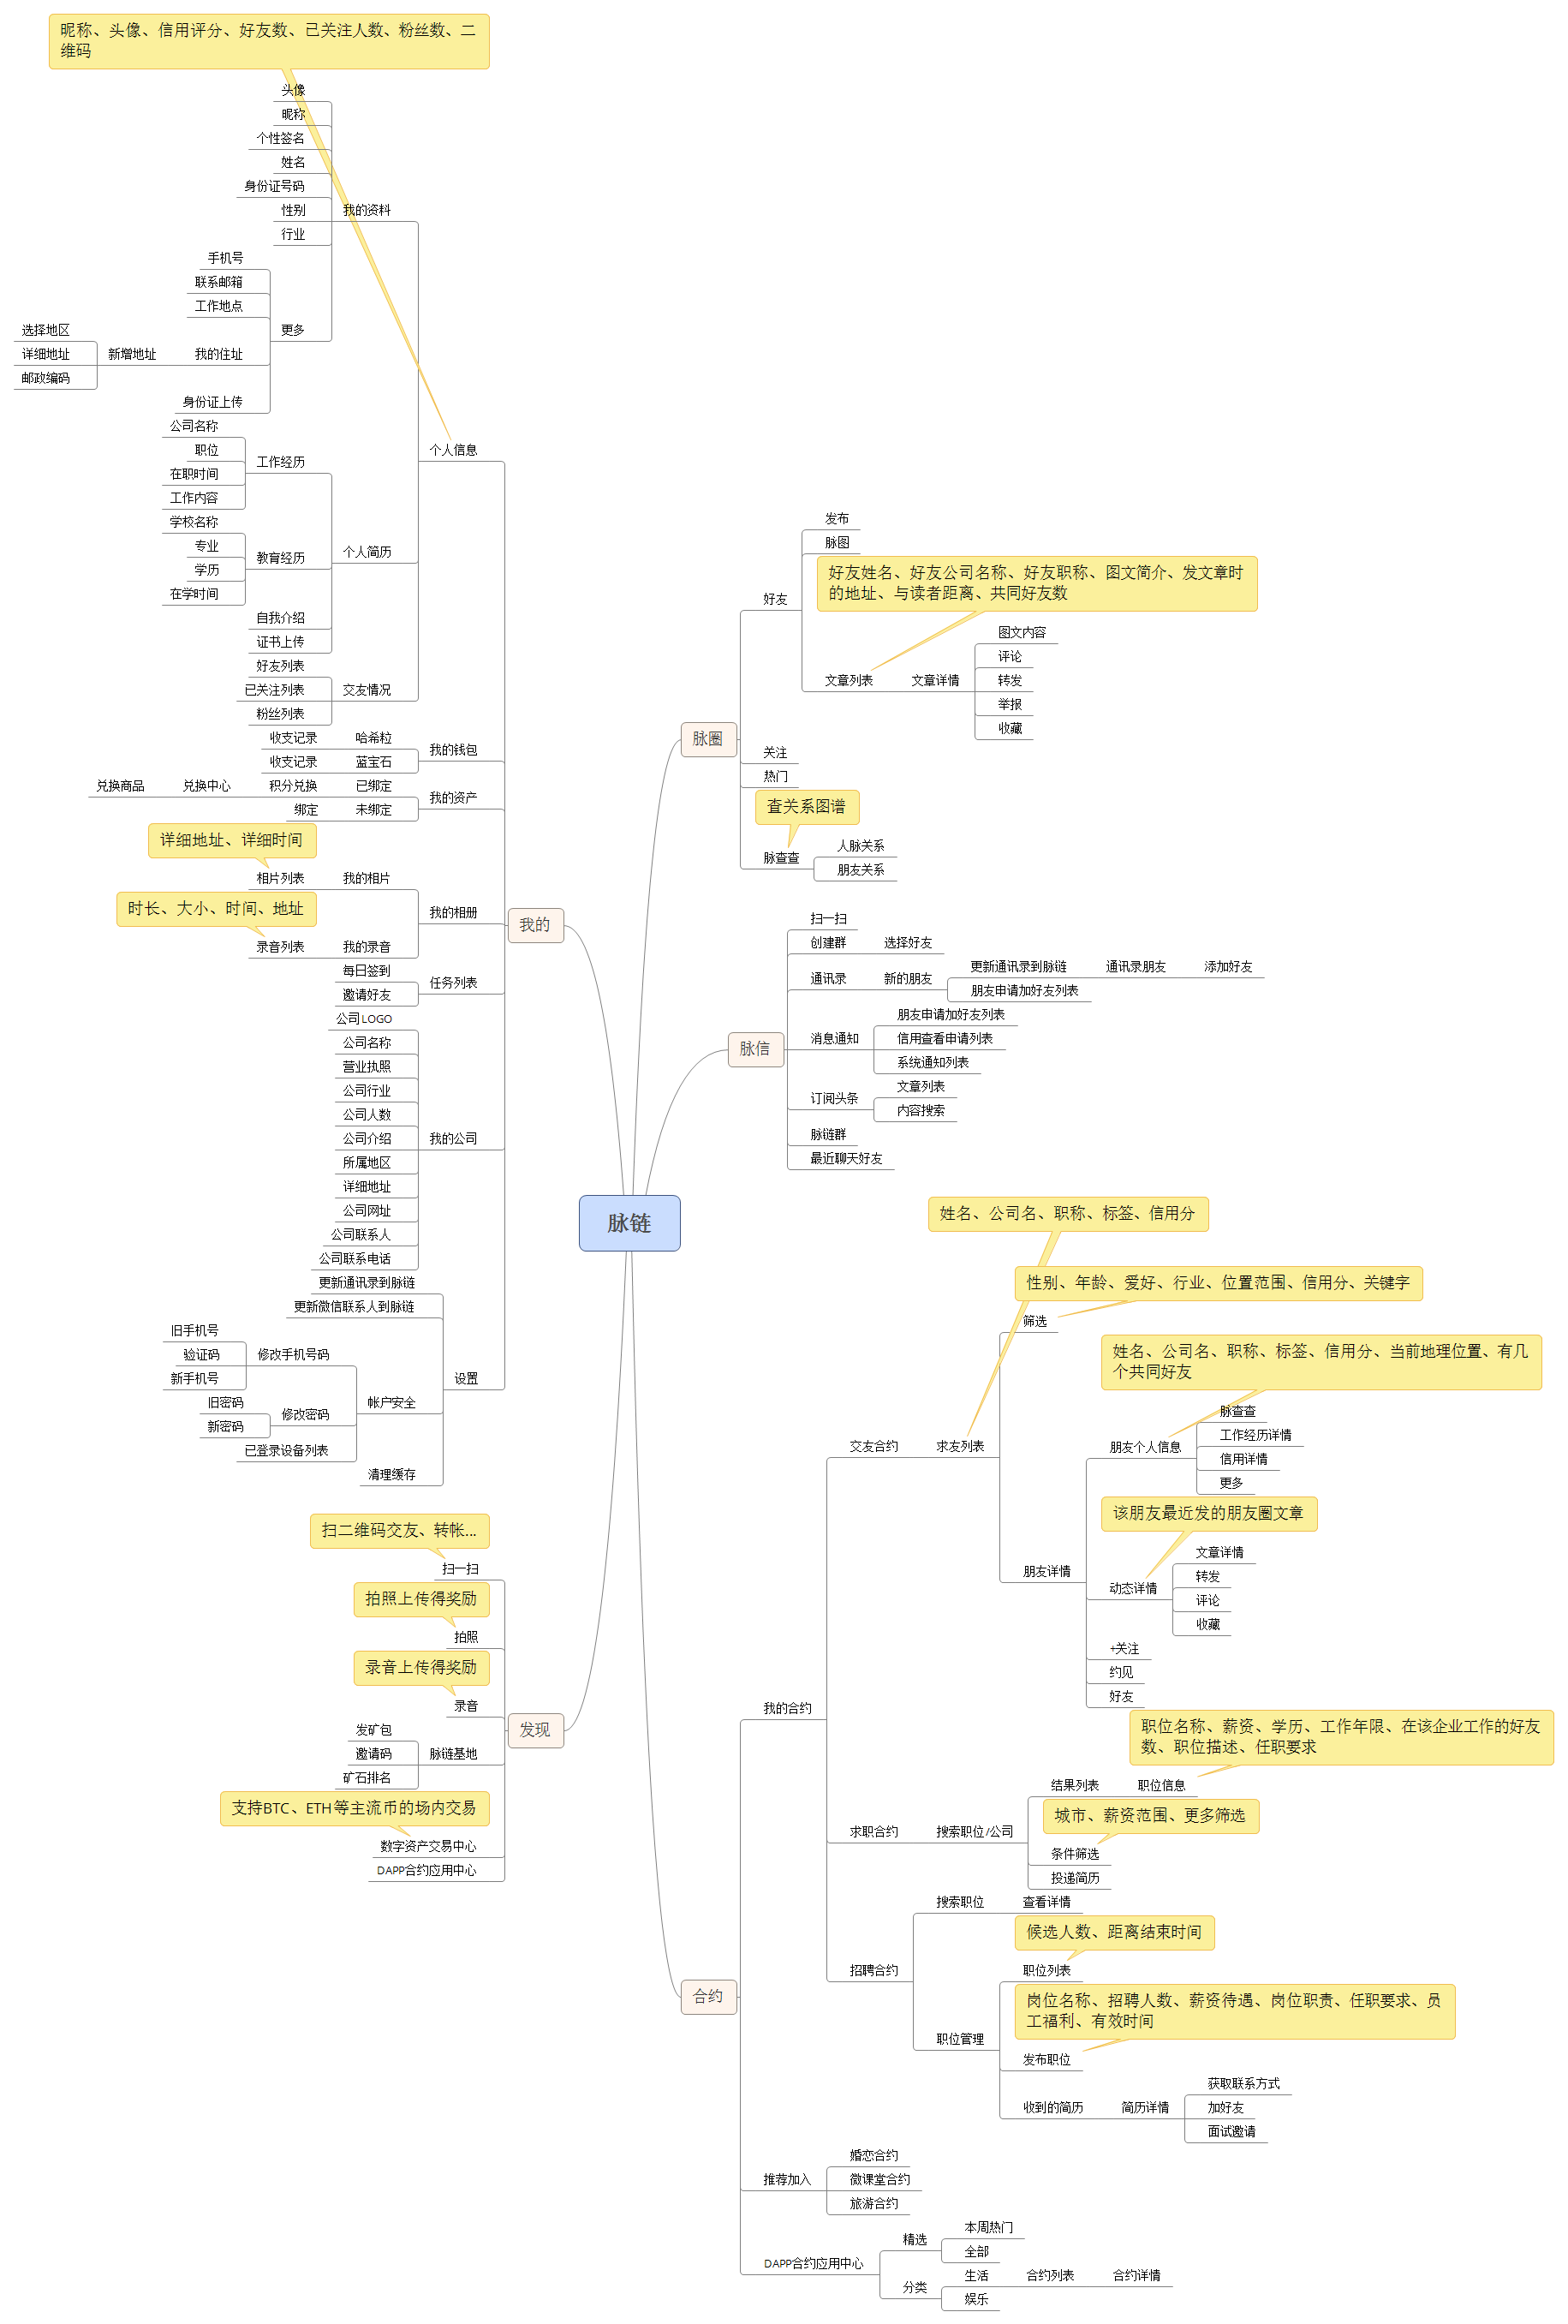 昵称、头像、信用评分、好友数、已关注人数、粉丝数、二
维码
头像
昵称
个性签名
姓名
身份证号码
性别
行业
我的资料
手机号
联系邮箱
工作地点
更多
选择地区
详细地址
邮政编码
新增地址
我的住址
身份证上传
个人信息
公司名称
职位
在职时间
工作内容
工作经历
学校名称
专业
学历
在学时间
教育经历
个人简历
自我介绍
证书上传
好友列表
已关注列表
粉丝列表
交友情况
收支记录
哈希粒
收支记录
蓝宝石
我的钱包
兑换商品
兑换中心
积分兑换
已绑定
绑定
未绑定
我的资产
详细地址、详细时间
相片列表
我的相片
时长、大小、时间、地址
录音列表
我的录音
我的相册
我的
每日签到
邀请好友
任务列表
公司LOGO
公司名称
营业执照
公司行业
公司人数
公司介绍
所属地区
详细地址
公司网址
公司联系人
公司联系电话
我的公司
更新通讯录到脉链
更新微信联系人到脉链
旧手机号
验证码
新手机号
修改手机号码
旧密码
新密码
修改密码
已登录设备列表
帐户安全
清理缓存
设置
扫二维码交友、转帐...
扫一扫
拍照上传得奖励
拍照
录音上传得奖励
录音
发现
发矿包
邀请码
矿石排名
脉链基地
支持BTC、ETH等主流币的场内交易
数字资产交易中心
DAPP合约应用中心
脉链
脉圈
好友
发布
脉图
好友姓名、好友公司名称、好友职称、图文简介、发文章时
的地址、与读者距离、共同好友数
文章列表
文章详情
图文内容
评论
转发
举报
收藏
关注
热门
查关系图谱
脉查查
人脉关系
朋友关系
脉信
扫一扫
创建群
选择好友
通讯录
新的朋友
更新通讯录到脉链
通讯录朋友
添加好友
朋友申请加好友列表
消息通知
朋友申请加好友列表
信用查看申请列表
系统通知列表
订阅头条
文章列表
内容搜索
脉链群
最近聊天好友
合约
我的合约
交友合约
姓名、公司名、职称、标签、信用分
求友列表
性别、年龄、爱好、行业、位置范围、信用分、关键字
筛选
朋友详情
姓名、公司名、职称、标签、信用分、当前地理位置、有几
个共同好友
朋友个人信息
脉查查
工作经历详情
信用详情
更多
该朋友最近发的朋友圈文章
动态详情
文章详情
转发
评论
收藏
+关注
约见
好友
求职合约
搜索职位/公司
职位名称、薪资、学历、工作年限、在该企业工作的好友
数、职位描述、任职要求
结果列表
职位信息
城市、薪资范围、更多筛选
条件筛选
投递简历
招聘合约
搜索职位
查看详情
职位管理
候选人数、距离结束时间
职位列表
岗位名称、招聘人数、薪资待遇、岗位职责、任职要求、员
工福利、有效时间
发布职位
收到的简历
简历详情
获取联系方式
加好友
面试邀请
推荐加入
婚恋合约
微课堂合约
旅游合约
DAPP合约应用中心
精选
本周热门
全部
分类
生活
合约列表
合约详情
娱乐